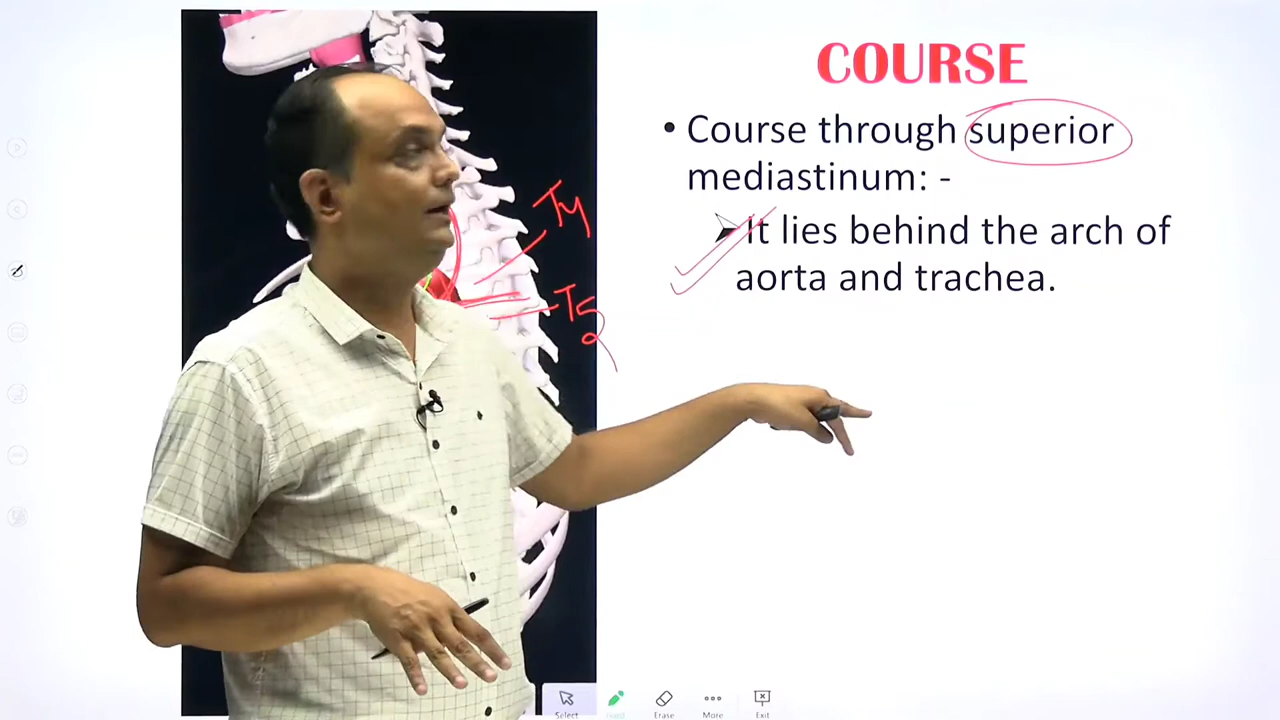 COURSE
• Course through superior
mediastinum: -
It lies behind the arch of
aorta and trachea.
T4
T5
Select
Erase
More
Exit